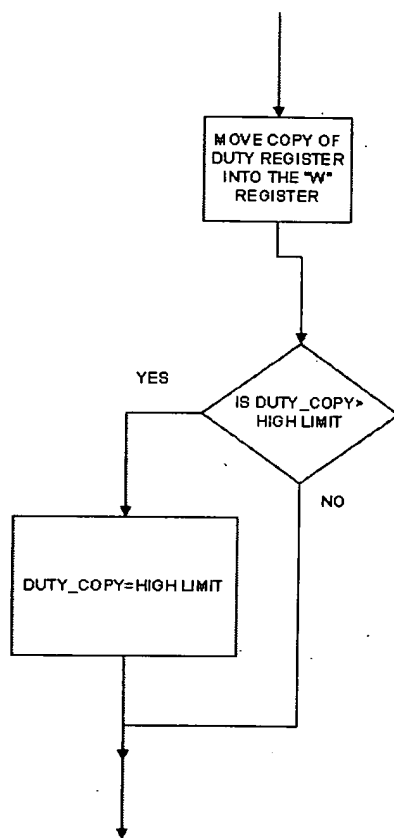 MOVE COPY OF
DUTY REGISTER
INTO THE "W"
REGISTER
YES
IS DUTY_COPY>
HIGH LIMIT
NO
DUTY_COPY=HIGH LIMIT